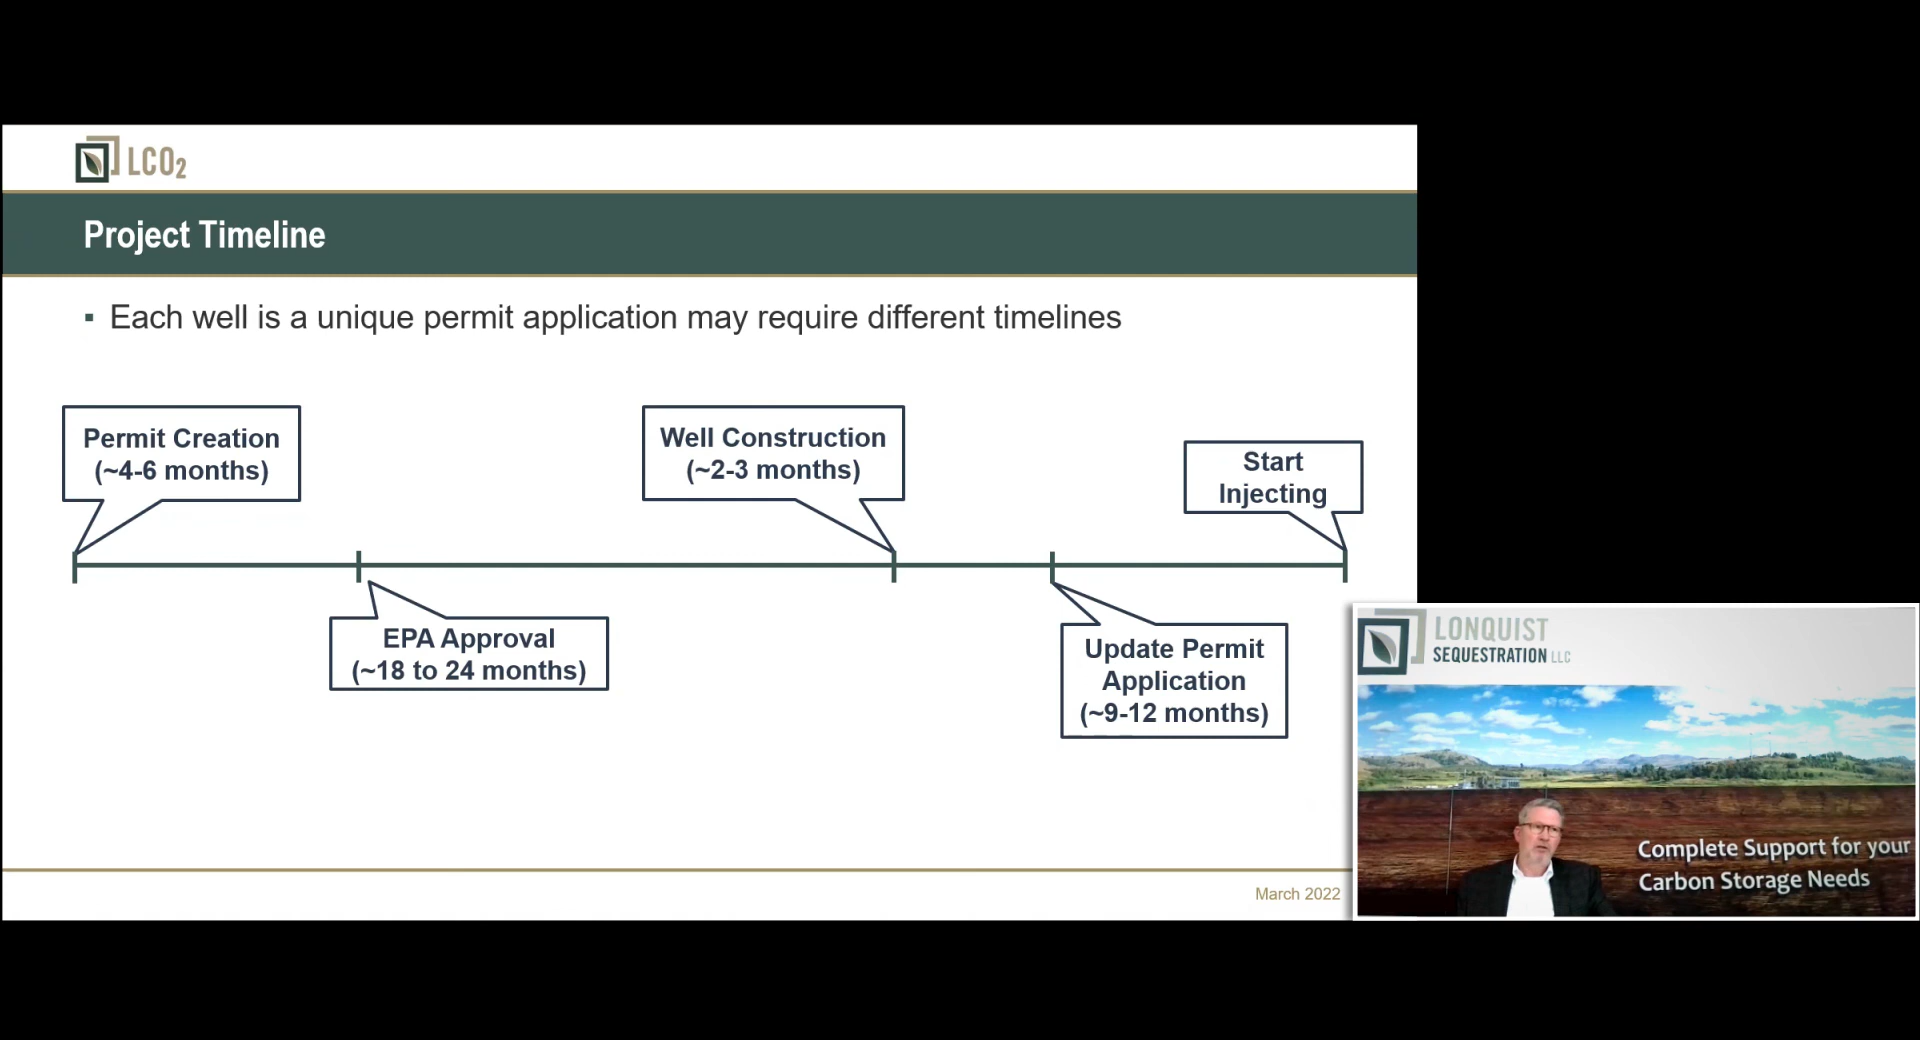 LCO2
Project Timeline
▪ Each well is a unique permit application may require different timelines
Permit Creation
(~4-6 months)
Well Construction
(~2-3 months)
Start
Injecting
EPA Approval
(~18 to 24 months)
Update Permit
Application
(~9-12 months)
March 2022
LONQUIST
SEQUESTRATION LLC
Complete Support for your
Carbon Storage Needs